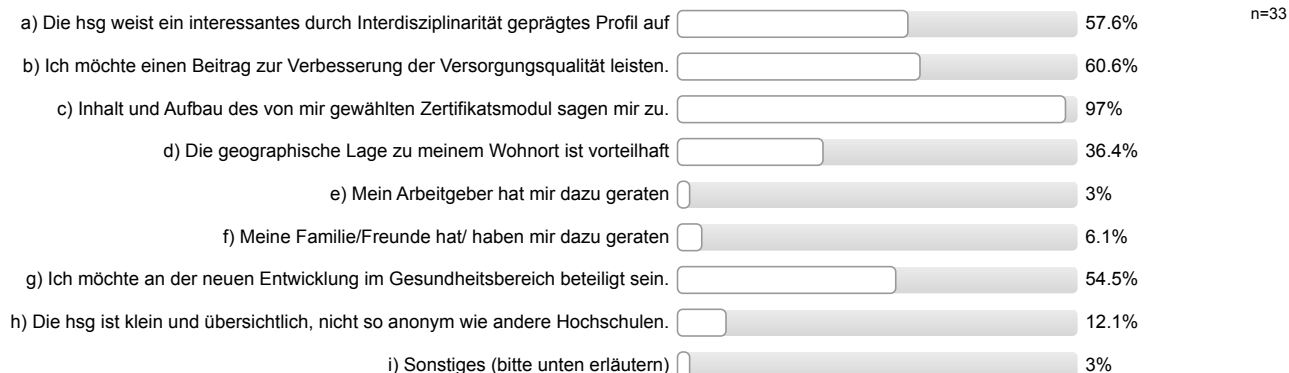 a) Die hsg weist ein interessantes durch Interdisziplinarität geprägtes Profil auf 57.6% n=33
b) Ich möchte einen Beitrag zur Verbesserung der Versorgungsqualität leisten. 60.6%
c) Inhalt und Aufbau des von mir gewählten Zertifikatsmodul sagen mir zu. 97%
d) Die geographische Lage zu meinem Wohnort ist vorteilhaft 36.4%
e) Mein Arbeitgeber hat mir dazu geraten 3%
f) Meine Familie/Freunde hat/ haben mir dazu geraten 6.1%
g) Ich möchte an der neuen Entwicklung im Gesundheitsbereich beteiligt sein. 54.5%
h) Die hsg ist klein und übersichtlich, nicht so anonym wie andere Hochschulen. 12.1%
i) Sonstiges (bitte unten erläutern) 3%